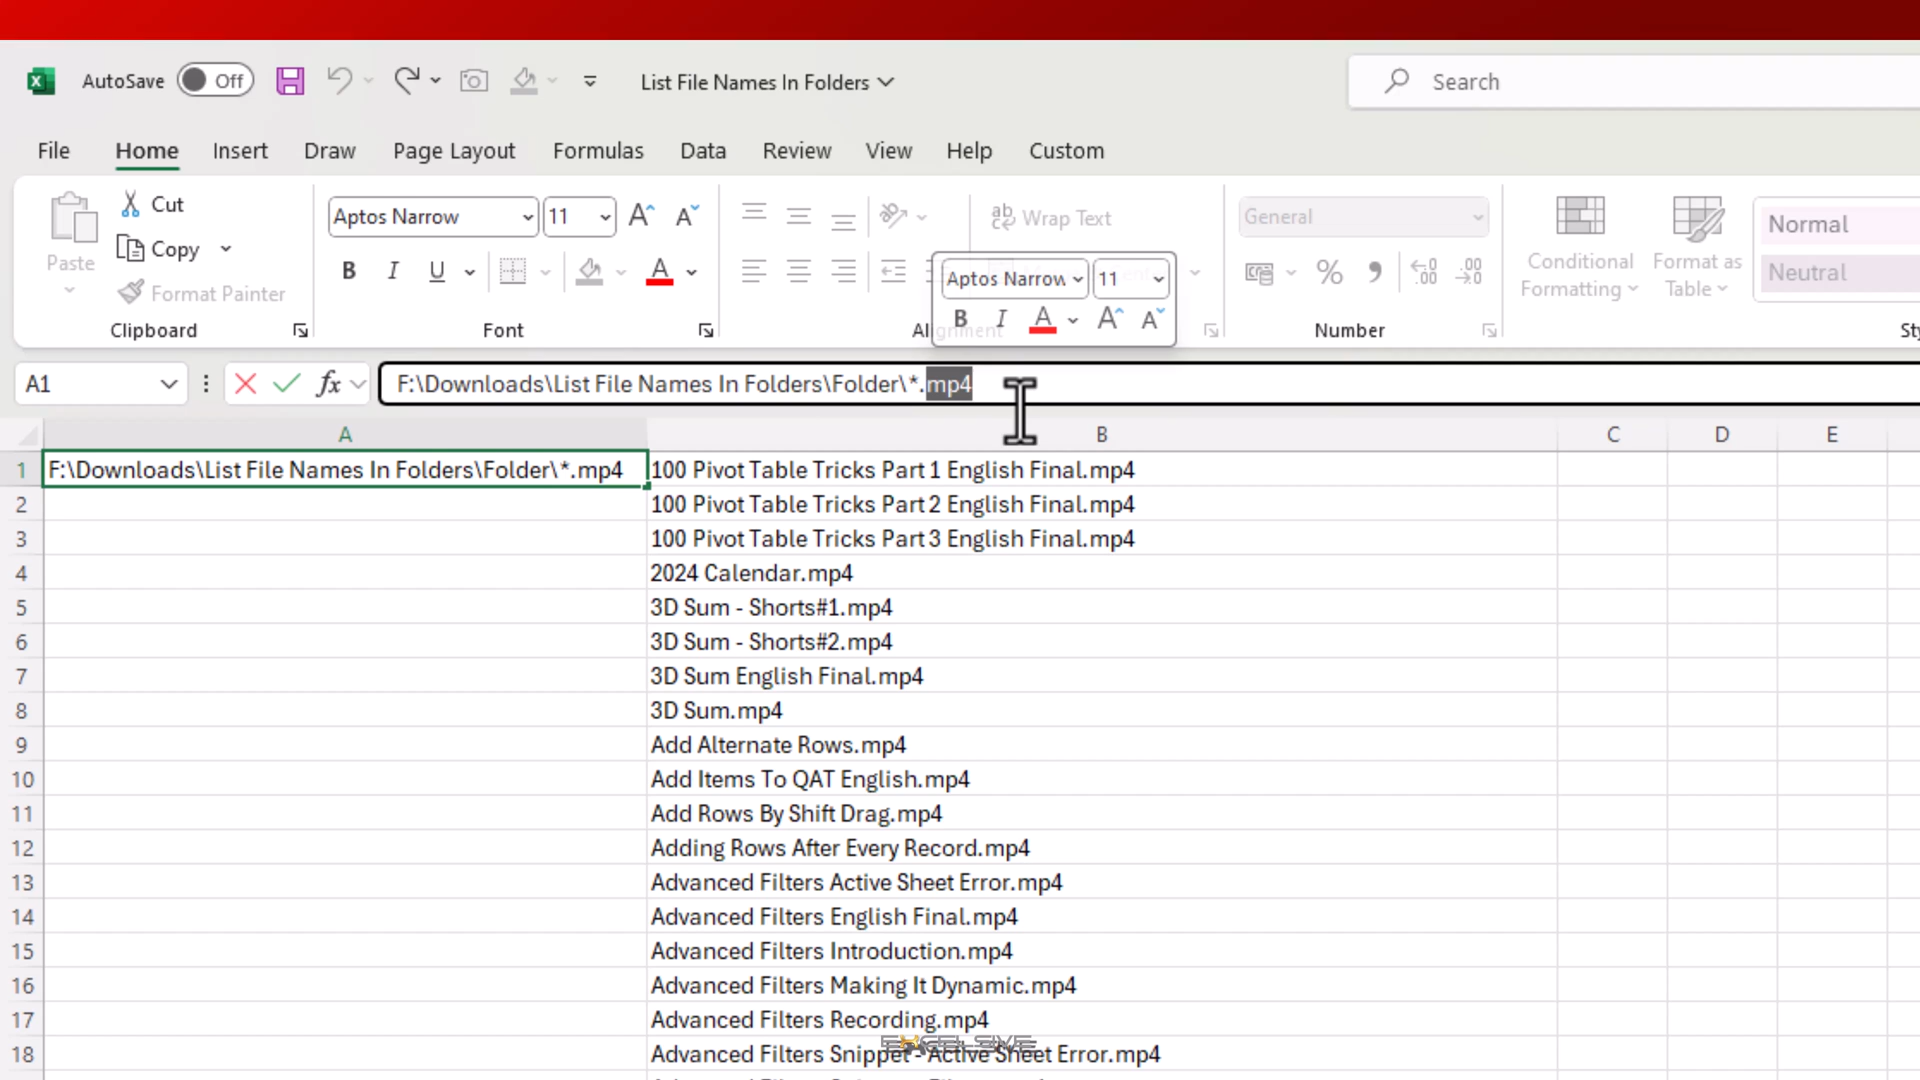 AutoSave Off List File Names In Folders Search
File Home Insert Draw Page Layout Formulas Data Review View Help Custom
Paste Cut Copy Format Painter
Clipboard
Aptos Narrow 11 A A
B I U A
Font
ab Wrap Text
Aptos Narrow 11
B I A A A
General
% 9 .00
Number
Conditional Formatting
Format as Table
Normal
Neutral
A1 fx F:\Downloads\List File Names In Folders\Folder\*.mp4
A B C D E
1 F:\Downloads\List File Names In Folders\Folder\*.mp4 100 Pivot Table Tricks Part 1 English Final.mp4
2 100 Pivot Table Tricks Part 2 English Final.mp4
3 100 Pivot Table Tricks Part 3 English Final.mp4
4 2024 Calendar.mp4
5 3D Sum - Shorts#1.mp4
6 3D Sum - Shorts#2.mp4
7 3D Sum English Final.mp4
8 3D Sum.mp4
9 Add Alternate Rows.mp4
10 Add Items To QAT English.mp4
11 Add Rows By Shift Drag.mp4
12 Adding Rows After Every Record.mp4
13 Advanced Filters Active Sheet Error.mp4
14 Advanced Filters English Final.mp4
15 Advanced Filters Introduction.mp4
16 Advanced Filters Making It Dynamic.mp4
17 Advanced Filters Recording.mp4
18 Advanced Filters Snippet - Active Sheet Error.mp4